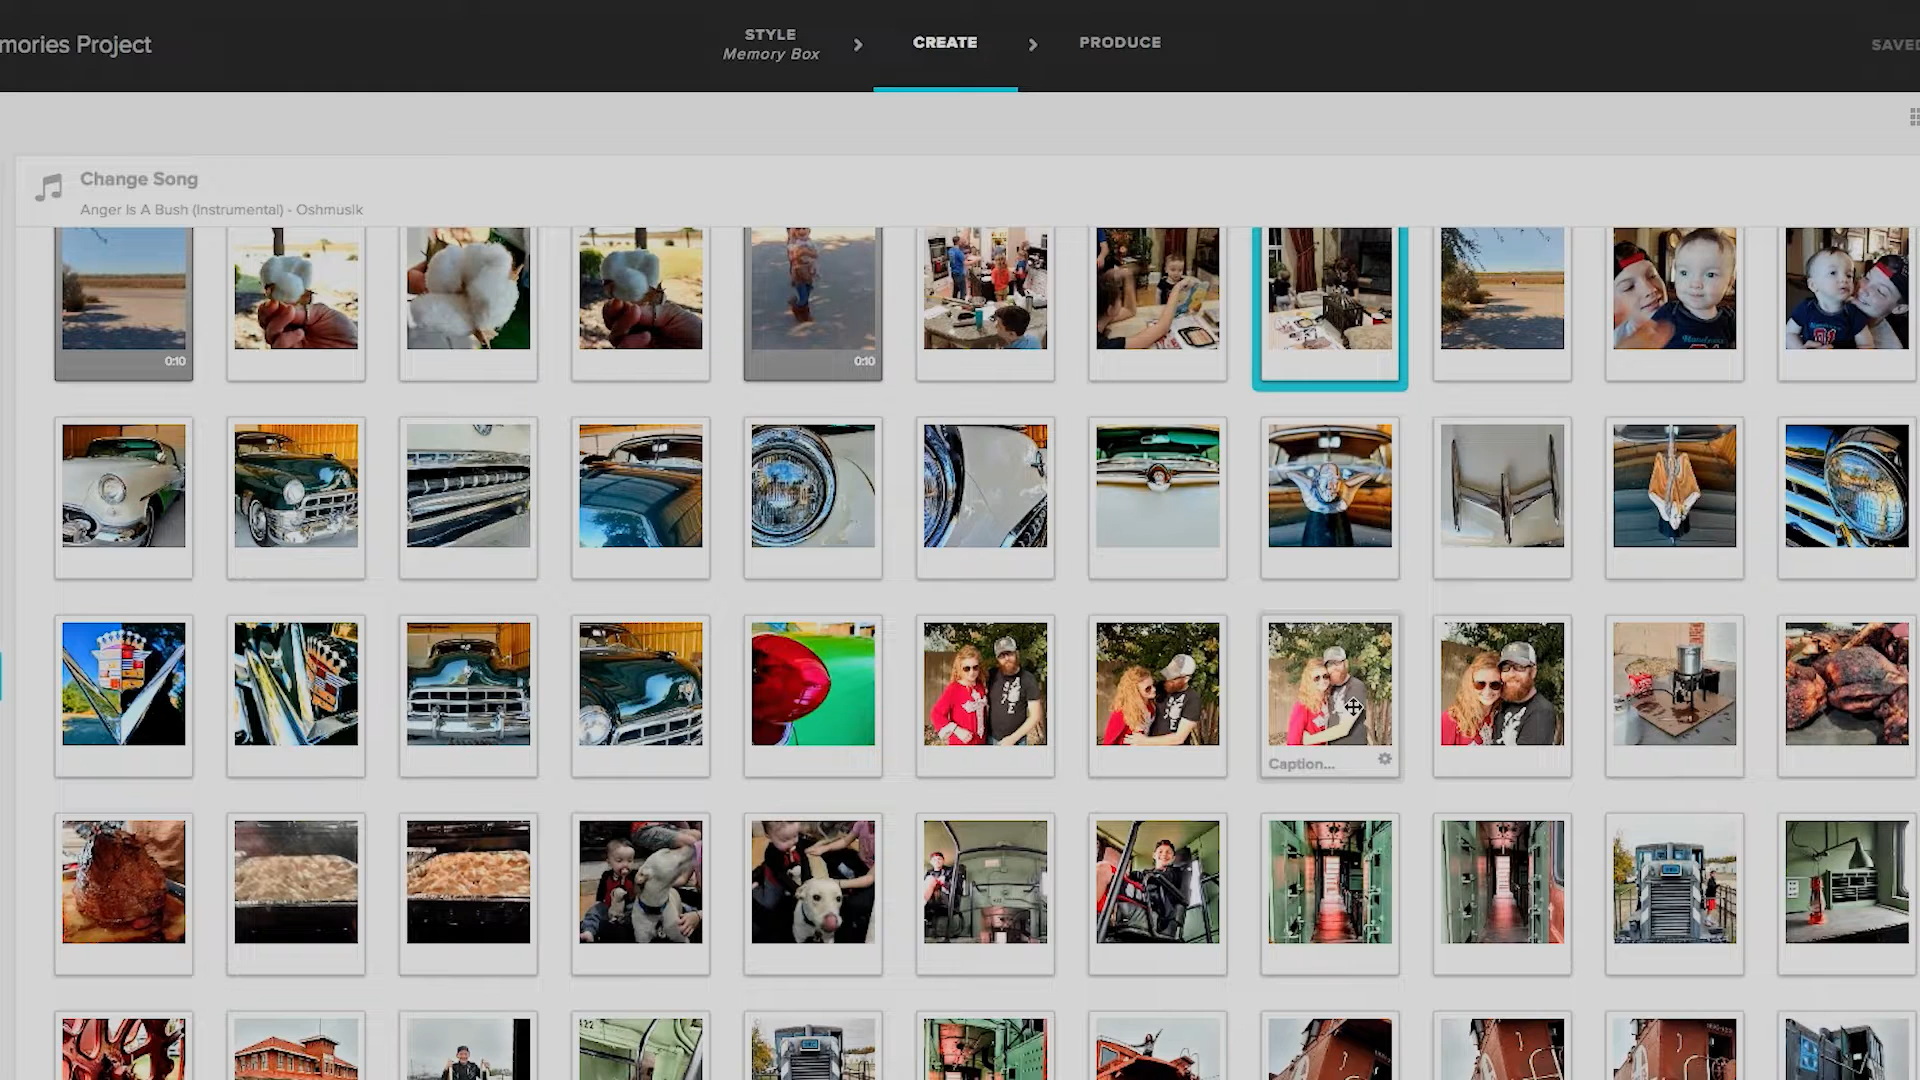 mories Project
STYLE
Memory Box
CREATE
PRODUCE
SAVED
Change Song
Anger Is A Bush (Instrumental) - Oshmusik
0:10
0:10
Caption...